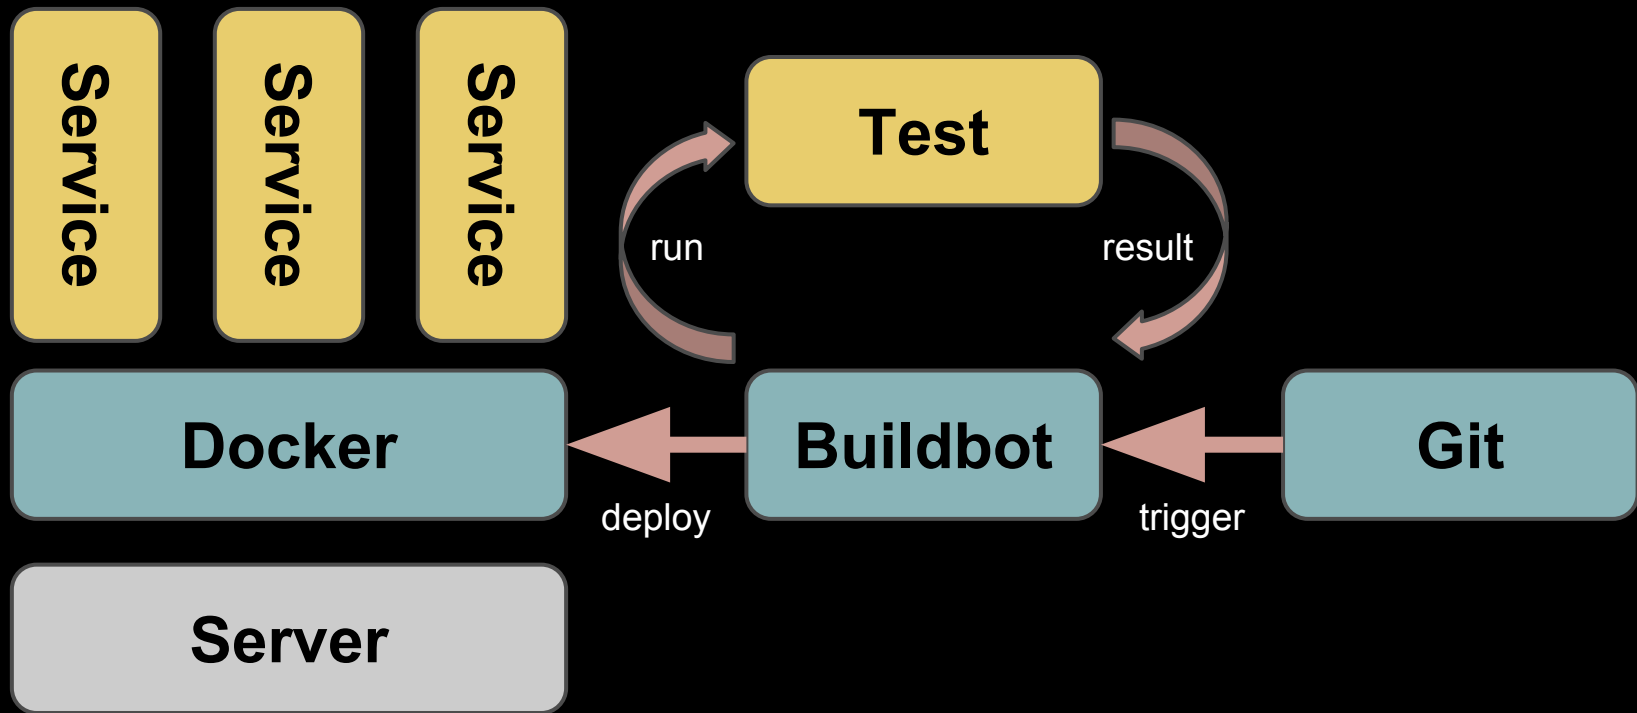 Service
Service
Service
Test
run
result
Docker
Buildbot
Git
deploy
trigger
Server